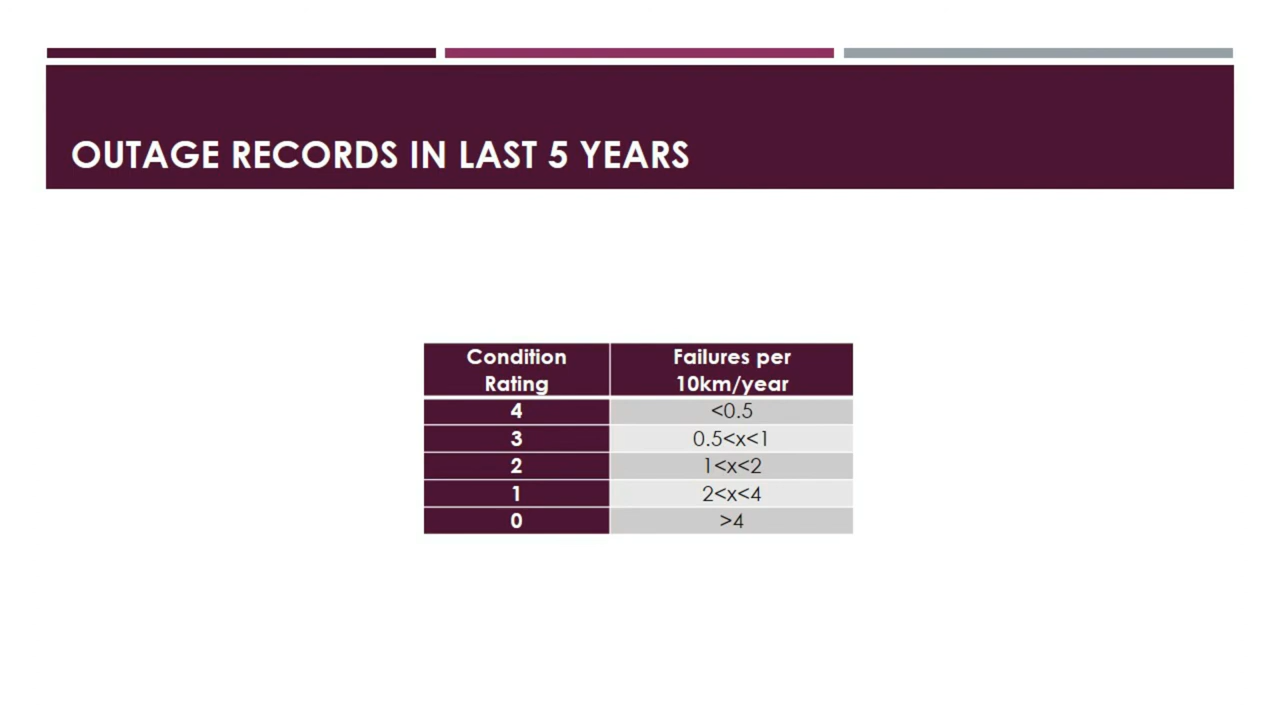 OUTAGE RECORDS IN LAST 5 YEARS
Condition Rating	Failures per 10km/year
4	<0.5
3	0.5<x<1
2	1<x<2
1	2<x<4
0	>4